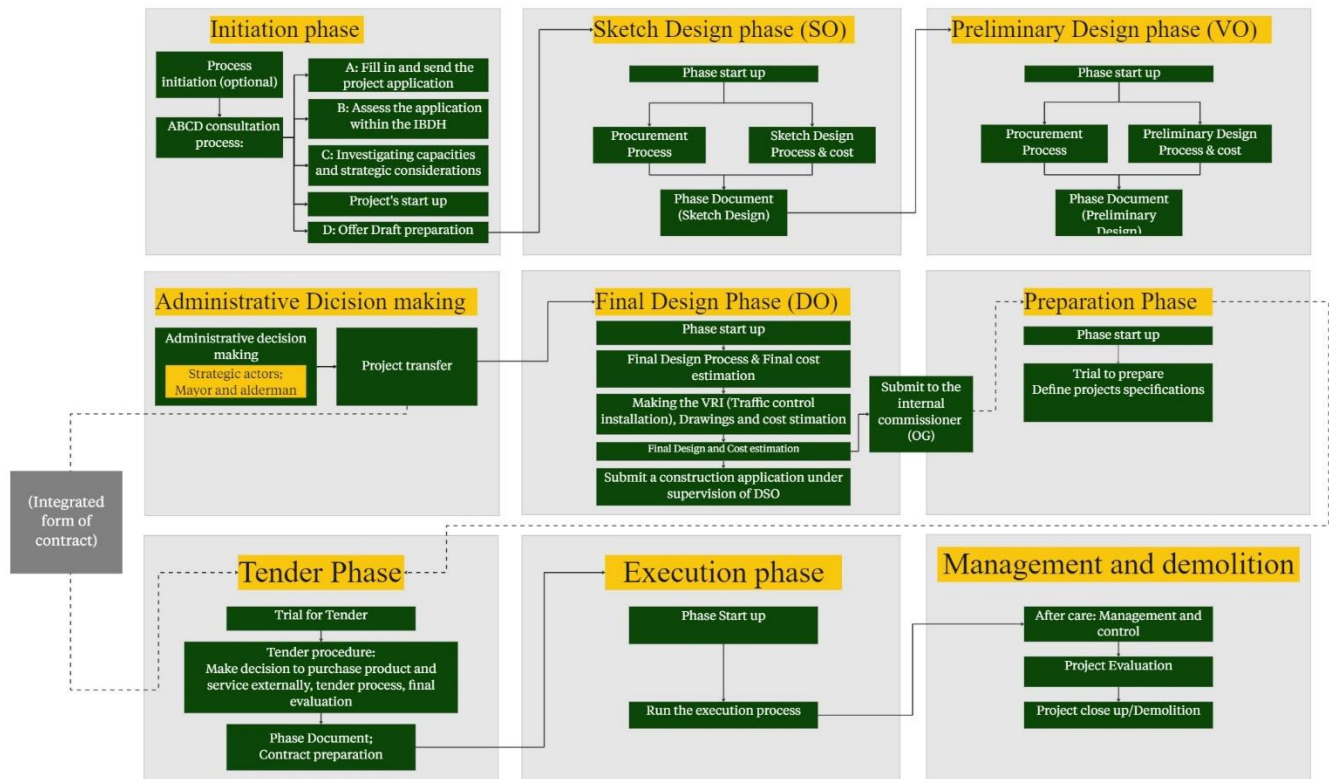 Initiation phase
Process
initiation (optional)
ABCD consultation
process:
A: Fill in and send the
project application
B: Assess the application
within the IBDH
C: Investigating capacities
and strategic considerations
Project's start up
D: Offer Draft preparation
Sketch Design phase (SO)
Phase start up
Procurement
Process
Sketch Design
Process & cost
Phase Document
(Sketch Design)
Preliminary Design phase (VO)
Phase start up
Procurement
Process
Preliminary Design
Process & cost
Phase Document
(Preliminary
Design)
Administrative Dicision making
Administrative decision
making
Strategic actors;
Mayor and alderman
Project transfer
Final Design Phase (DO)
Phase start up
Final Design Process & Final cost
estimation
Making the VRI (Traffic control
installation), Drawings and cost stimation
Final Design and Cost estimation
Submit a construction application under
supervision of DSO
Submit to the
internal
commissioner
(OG)
Preparation Phase
Phase start up
Trial to prepare
Define projects specifications
(Integrated
form of
contract)
Tender Phase
Trial for Tender
Tender procedure:
Make decision to purchase product and
service externally, tender process, final
evaluation
Phase Document;
Contract preparation
Execution phase
Phase Start up
Run the execution process
Management and demolition
After care: Management and
control
Project Evaluation
Project close up/Demolition